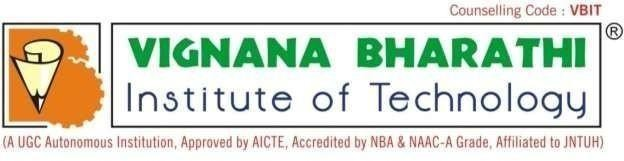 Counselling Code : VBIT
VIGNANA BHARATHI ®
Institute of Technology
(A UGC Autonomous Institution, Approved by AICTE, Accredited by NBA & NAAC-A Grade, Affiliated to JNTUH)